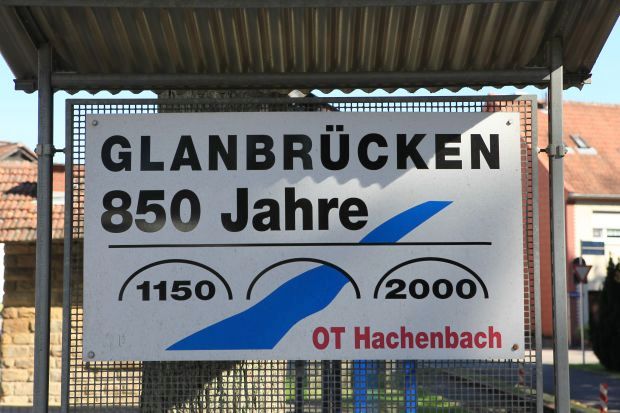 GLANBRÜCKEN
850 Jahre
1150 2000
OT Hachenbach